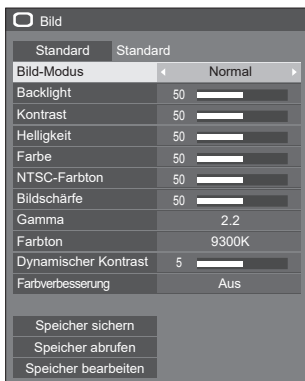 Bild
Standard Standard
Bild-Modus Normal
Backlight 50
Kontrast 50
Helligkeit 50
Farbe 50
NTSC-Farbton 50
Bildschärfe 50
Gamma 2.2
Farbton 9300K
Dynamischer Kontrast 5
Farbverbesserung Aus
Speicher sichern
Speicher abrufen
Speicher bearbeiten